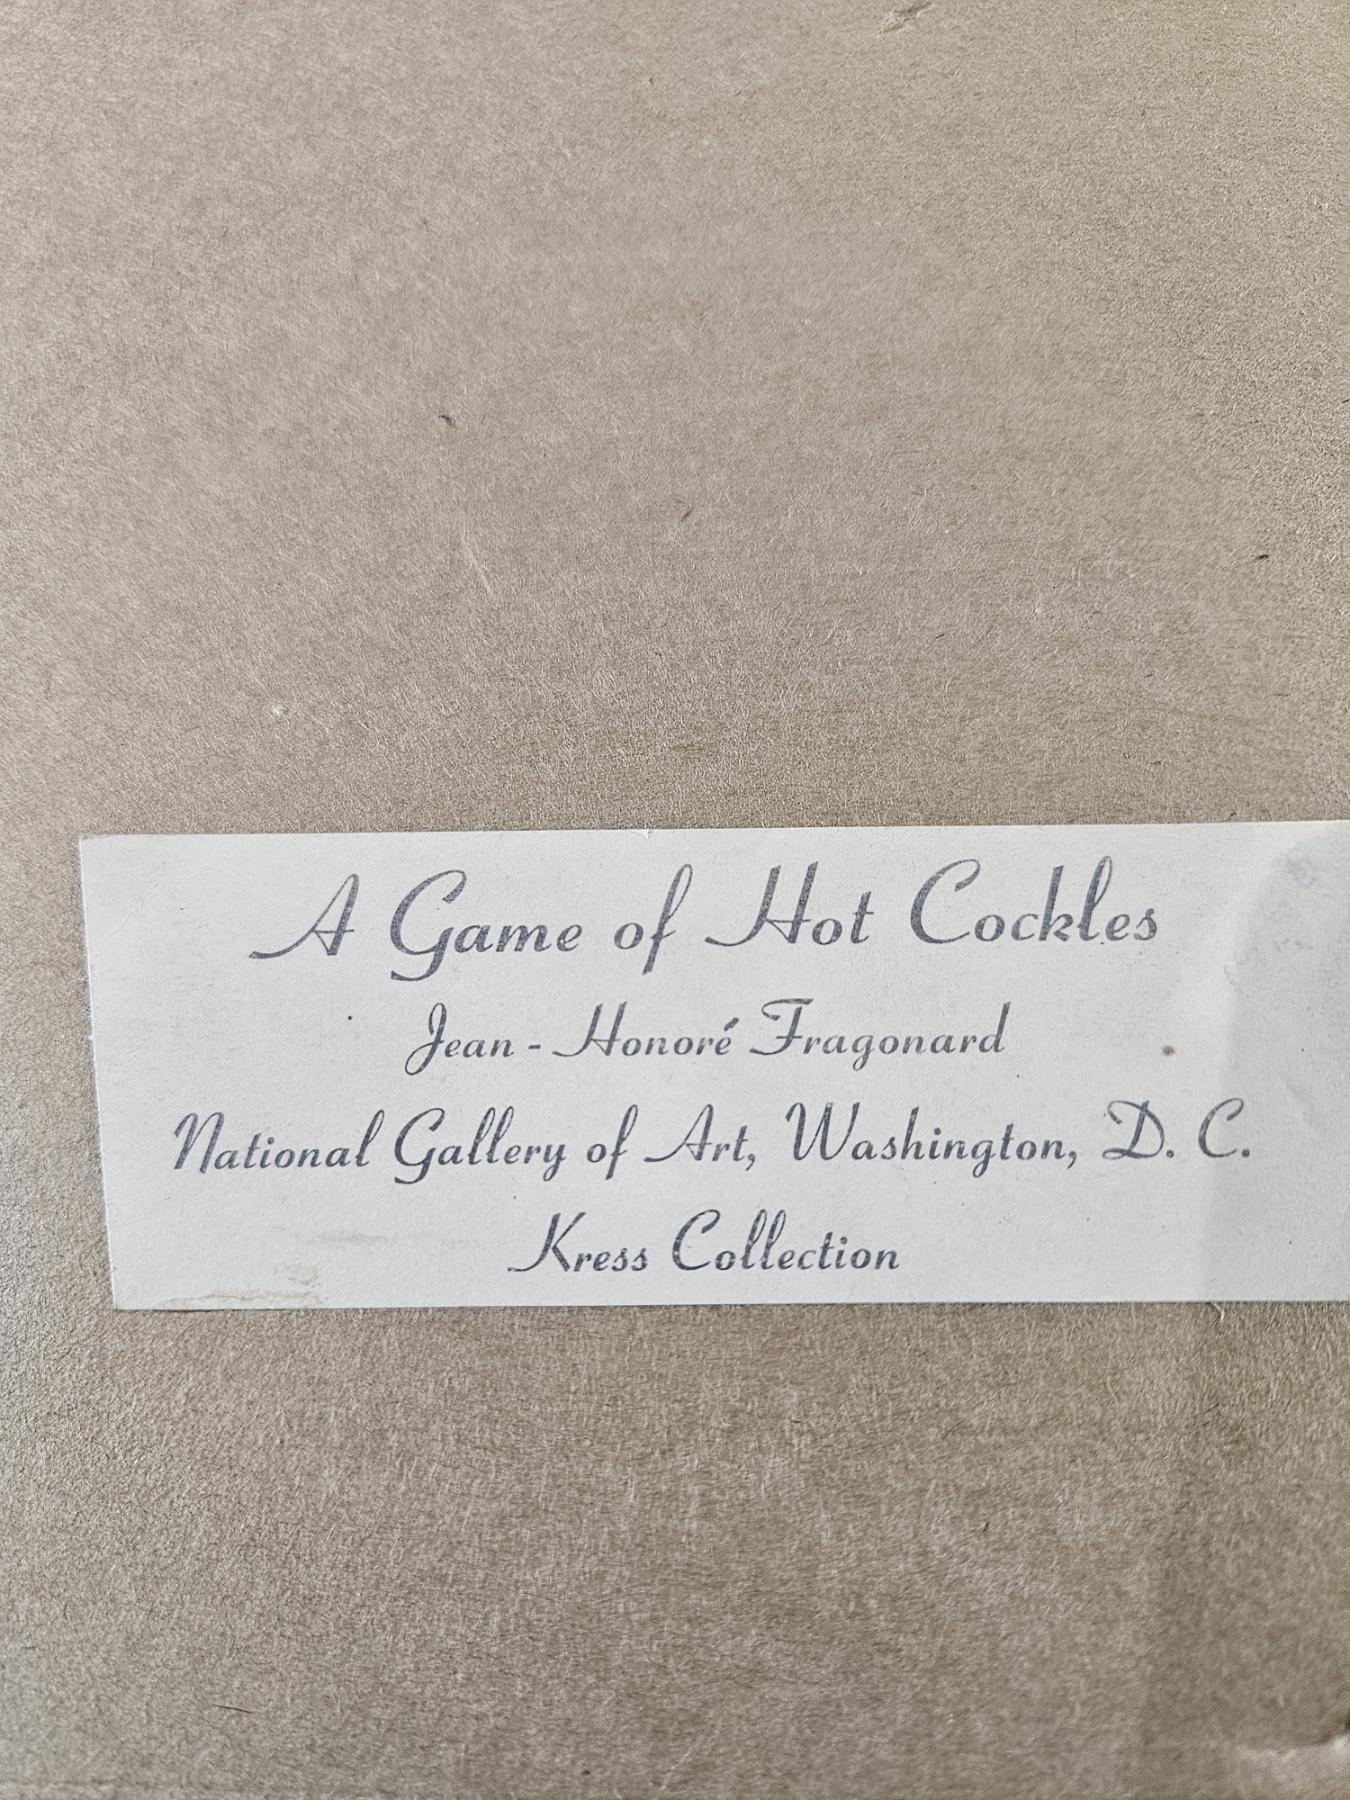 A Game of Hot Cockles
Jean-Honoré Fragonard
National Gallery of Art, Washington, D. C.
Kress Collection